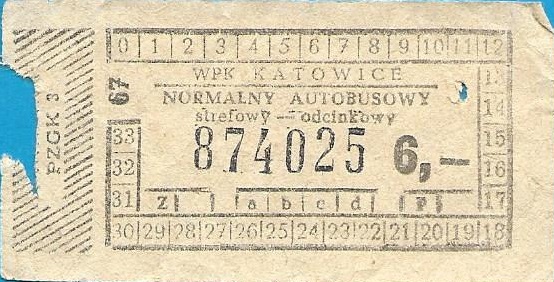 0 1 2 3 4 5 6 7 8 9 10 11 12
WPK KATOWICE
13
67
NORMALNY AUTOBUSOWY
14
strefowy — odcinkowy
PZGK 3
33
874025 6,—
15
32
16
31
Z a b c d P
17
30 29 28 27 26 25 24 23 22 21 20 19 18